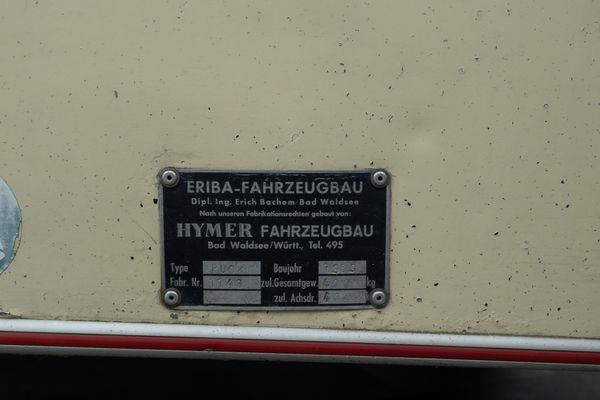 ERIBA-FAHRZEUGBAU
Dipl. Ing. Erich Bachem Bad Waldsee
Nach unseren Fabrikationsrechten gebaut von:
HYMER FAHRZEUGBAU
Bad Waldsee/Württ., Tel. 495
Type PUCK Baujahr
Fahr. Nr. zul. Gesamtgew. kg
zul. Achsdr.